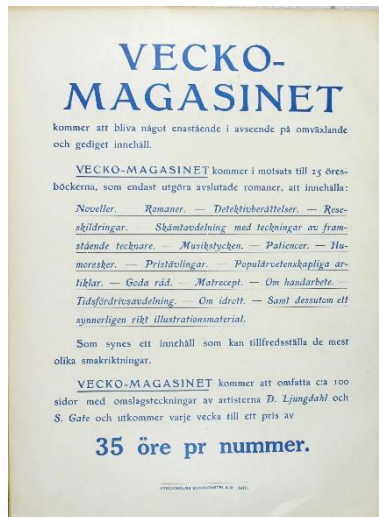 VECKO-
MAGASINET
kommer att bliva något enastående i avseende på omväxlande
och gediget innehåll.
VECKO-MAGASINET kommer i motsats till 25 öres-
böckerna, som endast utgöra avslutade romaner, att innehålla:
Noveller. — Romaner. — Detektivberättelser. — Rese-
skildringar. — Skämtavdelning med teckningar av fram-
stående tecknare. — Musikstycken. — Patiencer. — Hu-
moresker. — Pristävlingar. — Populärvetenskapliga ar-
tiklar. — Goda råd. — Matrecept. — Om handarbete. —
Tidsfördrivsavdelning. — On idrott. — Samt dessutom ett
synnerligen rikt illustrationsmaterial.
Som synes ett innehåll som kan tillfredsställa de mest
olika smakriktningar.
VECKO-MAGASINET kommer att omfatta c:a 100
sidor med omslagsteckningar av artisterna D. Ljungdahl och
S. Gate och utkommer varje vecka till ett pris av
35 öre pr nummer.